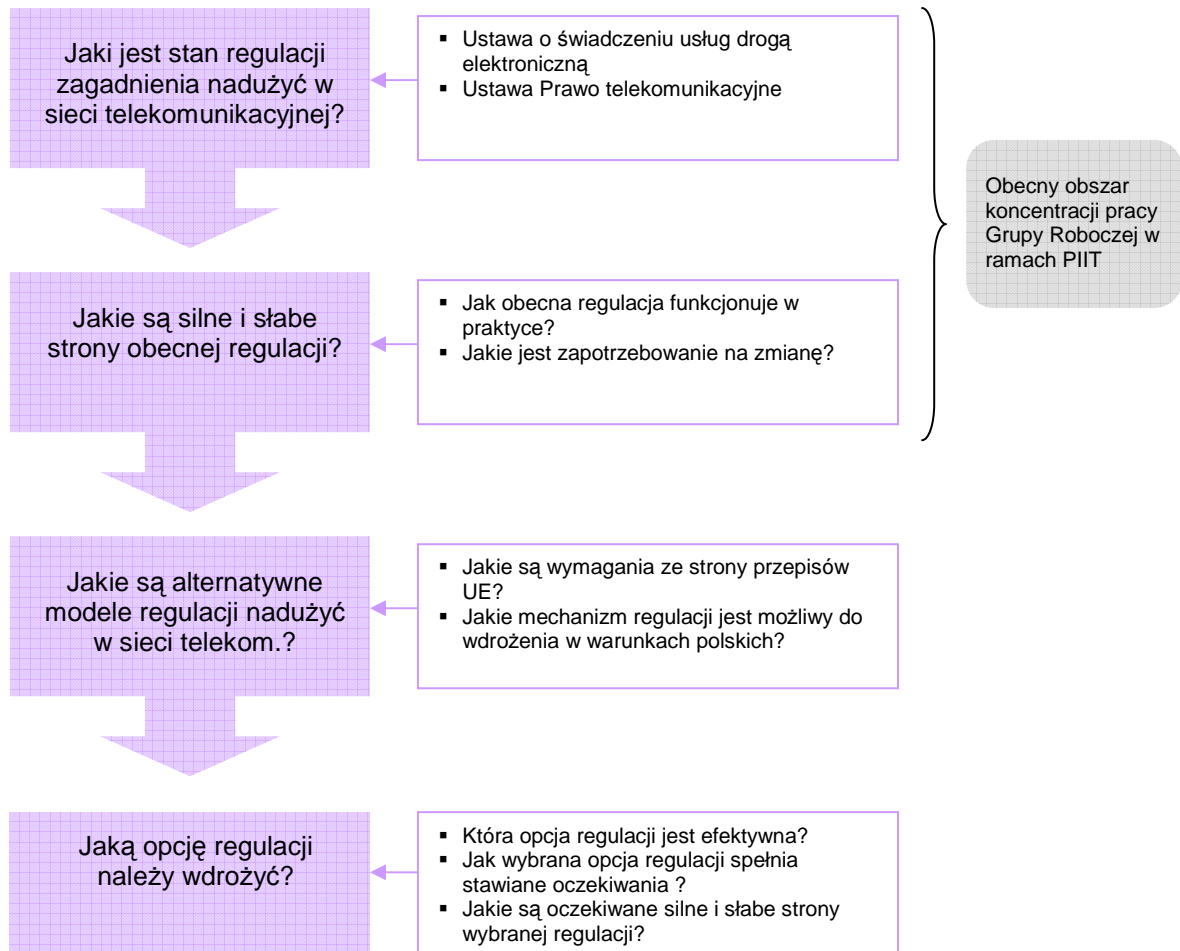 Jaki jest stan regulacji
zagadnienia nadużyć w
sieci telekomunikacyjnej?
▪ Ustawa o świadczeniu usług drogą
elektroniczną
▪ Ustawa Prawo telekomunikacyjne
Obecny obszar
koncentracji pracy
Grupy Roboczej w
ramach PIIT
Jakie są silne i słabe
strony obecnej regulacji?
▪ Jak obecna regulacja funkcjonuje w
praktyce?
▪ Jakie jest zapotrzebowanie na zmianę?
Jakie są alternatywne
modele regulacji nadużyć
w sieci telekom.?
▪ Jakie są wymagania ze strony przepisów
UE?
▪ Jakie mechanizm regulacji jest możliwy do
wdrożenia w warunkach polskich?
Jaką opcję regulacji
należy wdrożyć?
▪ Która opcja regulacji jest efektywna?
▪ Jak wybrana opcja regulacji spełnia
stawiane oczekiwania ?
▪ Jakie są oczekiwane silne i słabe strony
wybranej regulacji?